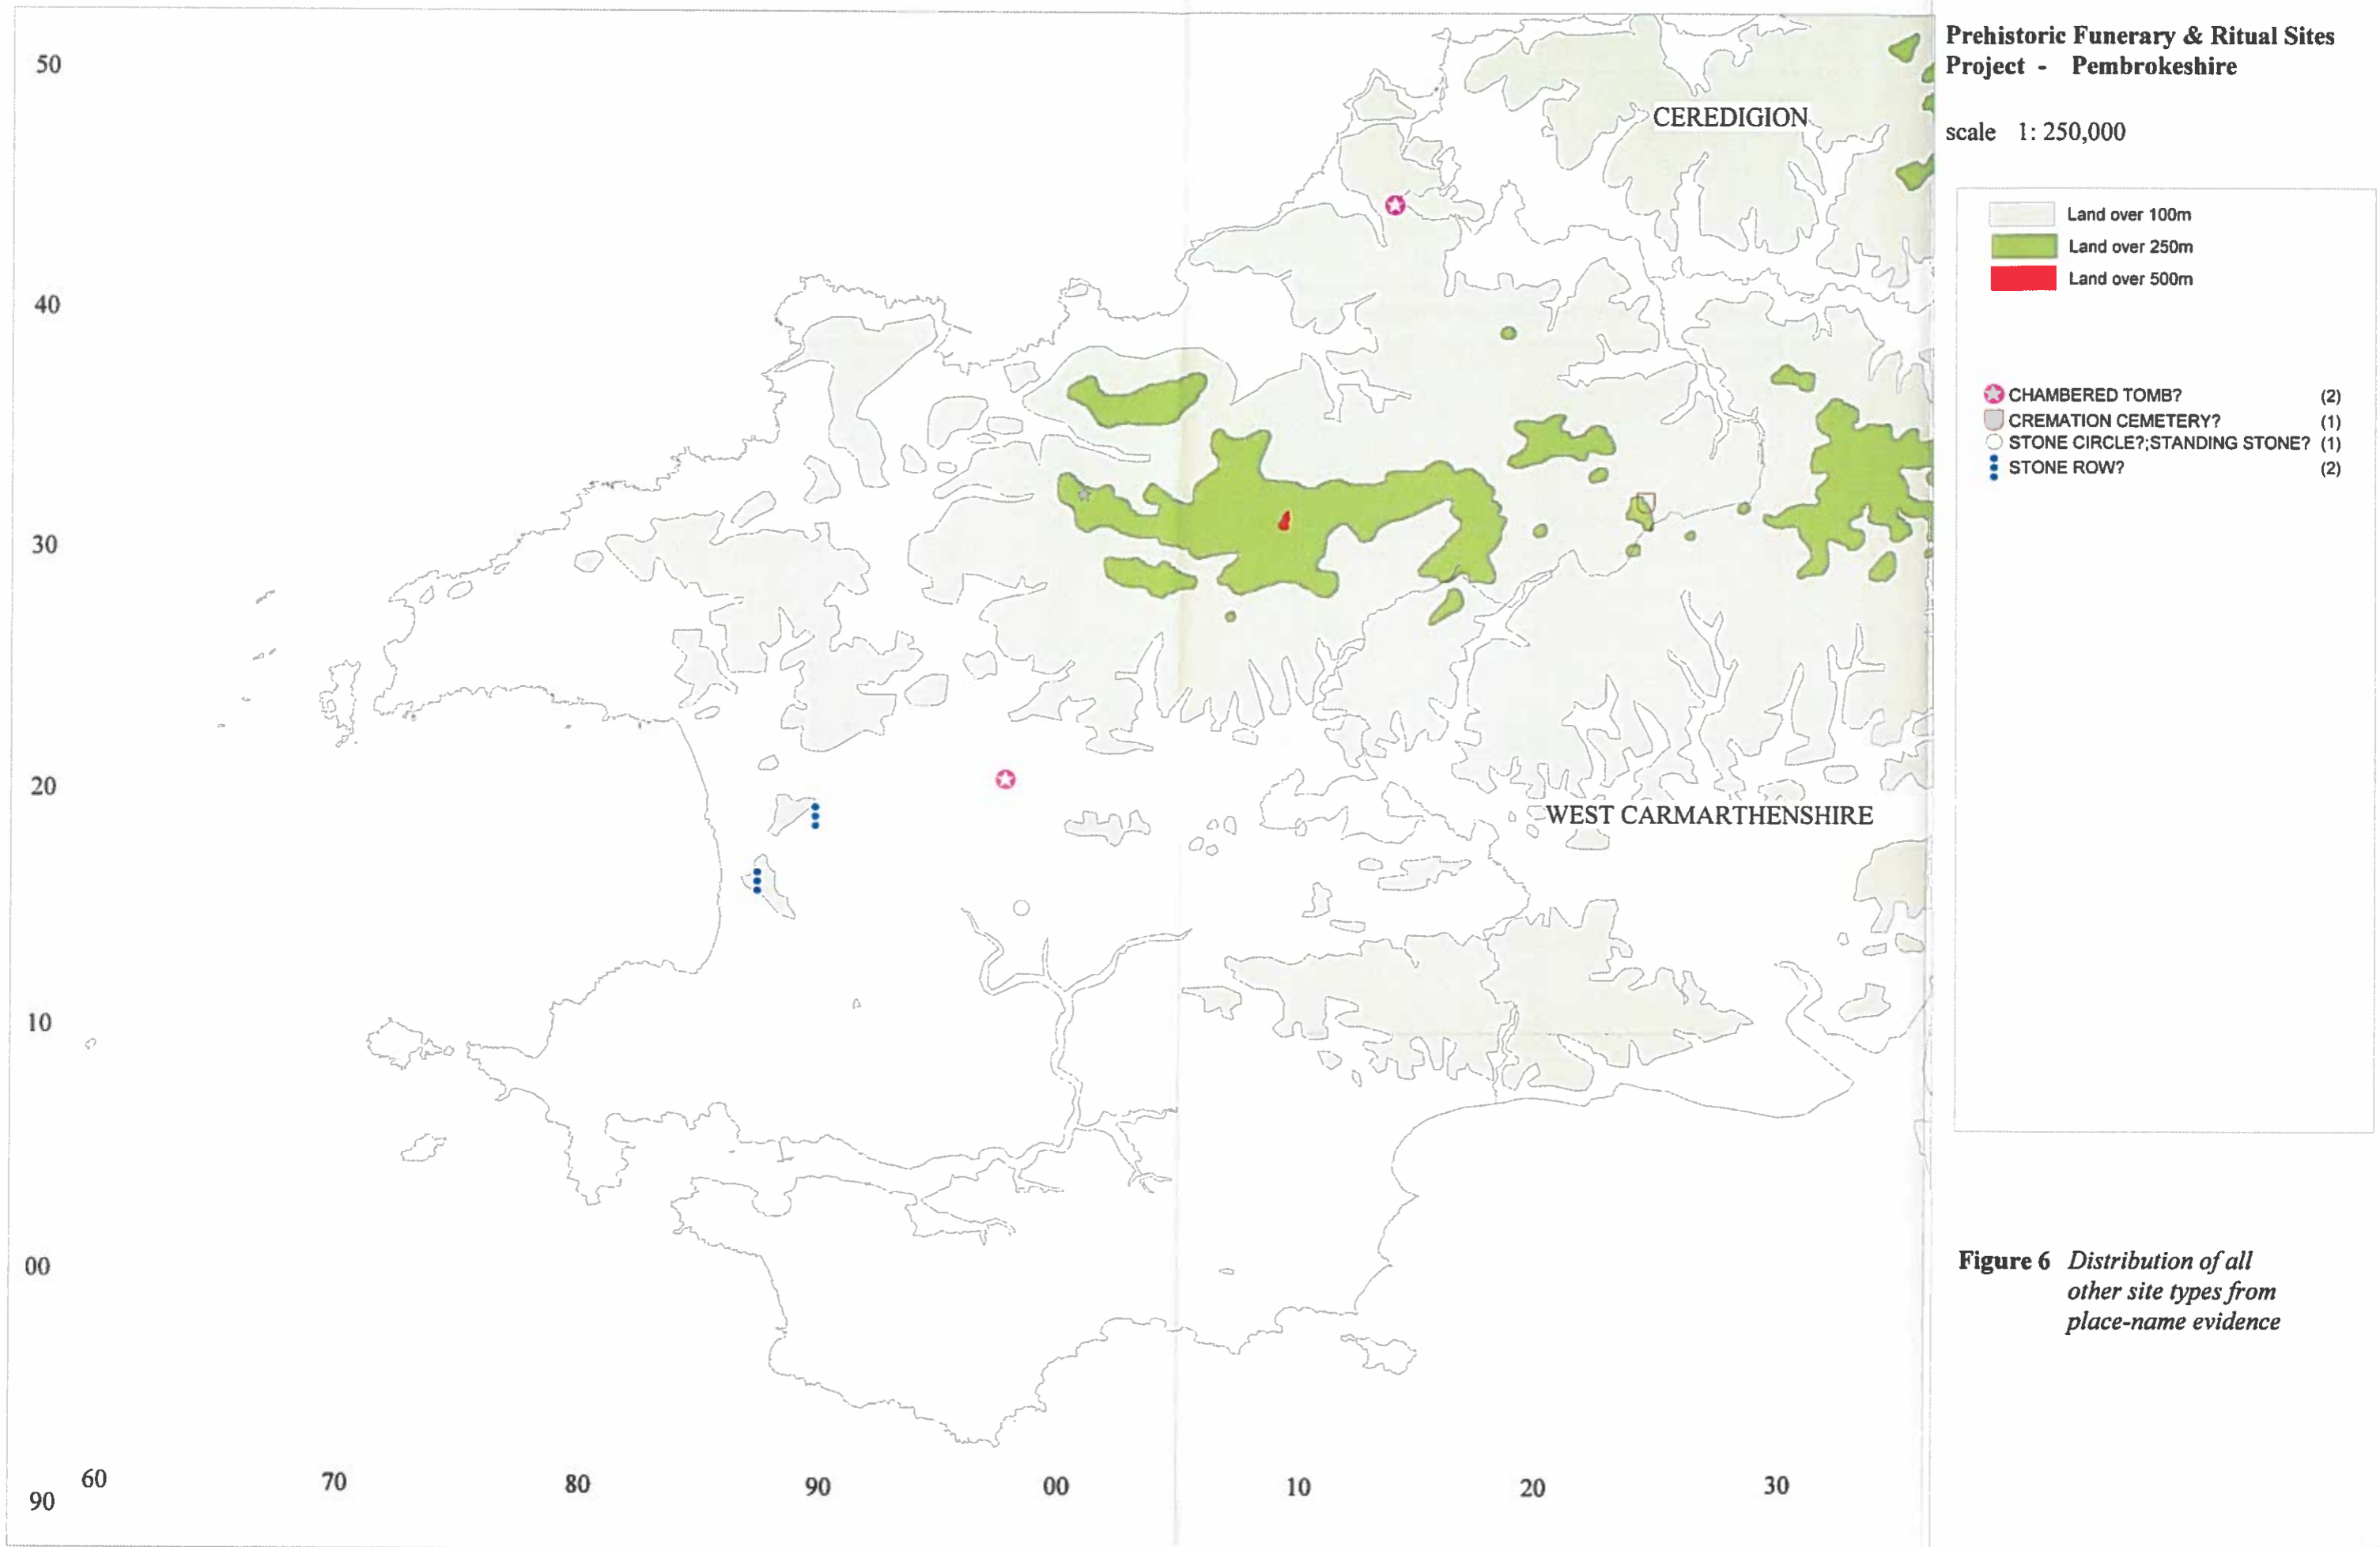 Prehistoric Funerary & Ritual Sites
Project - Pembrokeshire
scale 1: 250,000
Land over 100m
Land over 250m
Land over 500m
CHAMBERED TOMB? (2)
CREMATION CEMETERY? (1)
STONE CIRCLE?;STANDING STONE? (1)
STONE ROW? (2)
Figure 6 Distribution of all
other site types from
place-name evidence
CEREDIGION
WEST CARMARTHENSHIRE
50
40
30
20
10
00
90
60 70 80 90 00 10 20 30